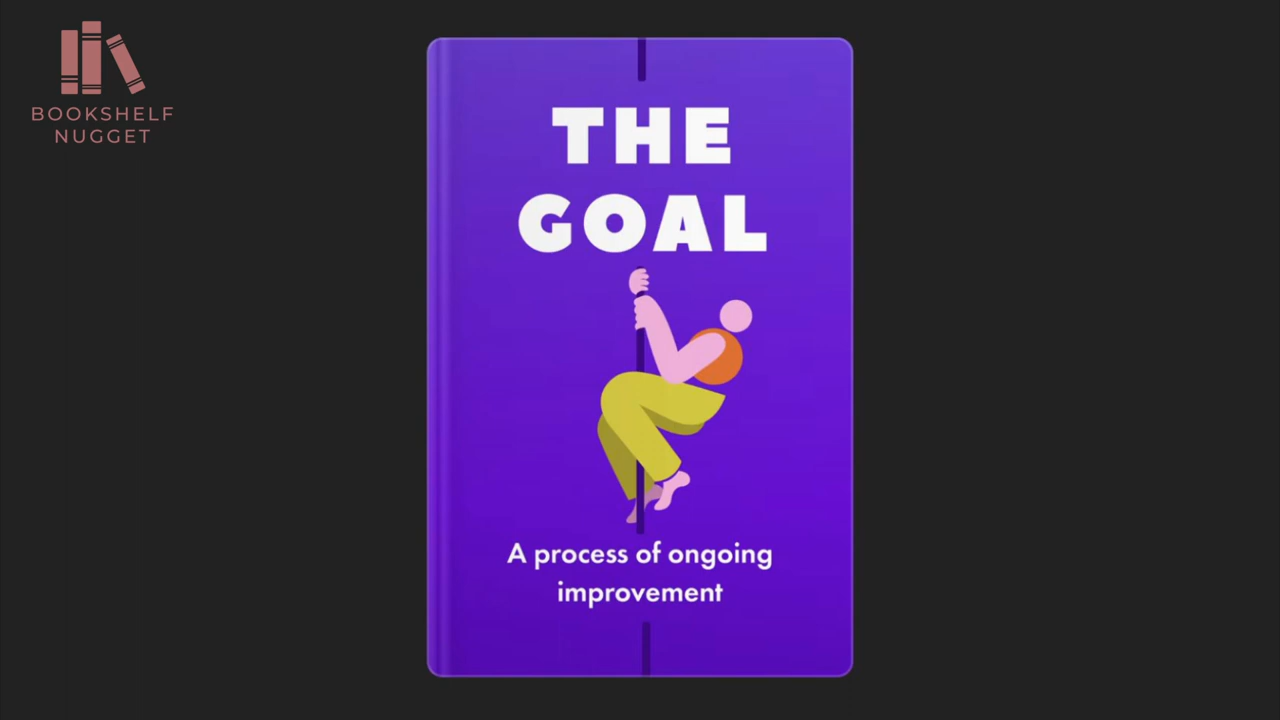 BOOKSHELF
NUGGET
THE
GOAL
A process of ongoing
improvement